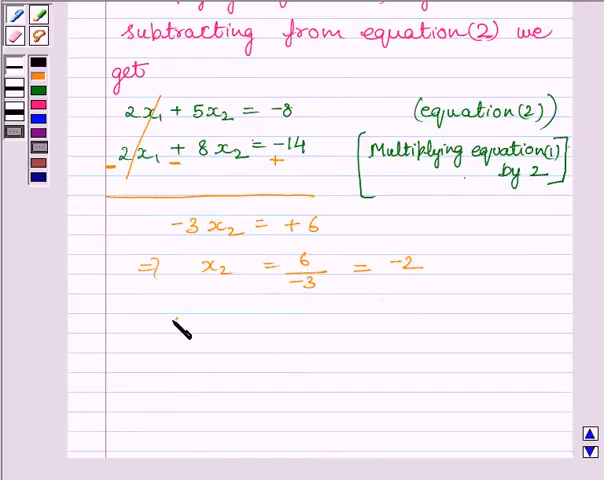 subtracting from equation(2) we
get
2x₁ + 5x₂ = -8 (equation(2))
2x₁ + 8x₂ = -14 [Multiplying equation(1)
- - + by 2]
-3x₂ = +6
⇒ x₂ = 6/-3 = -2